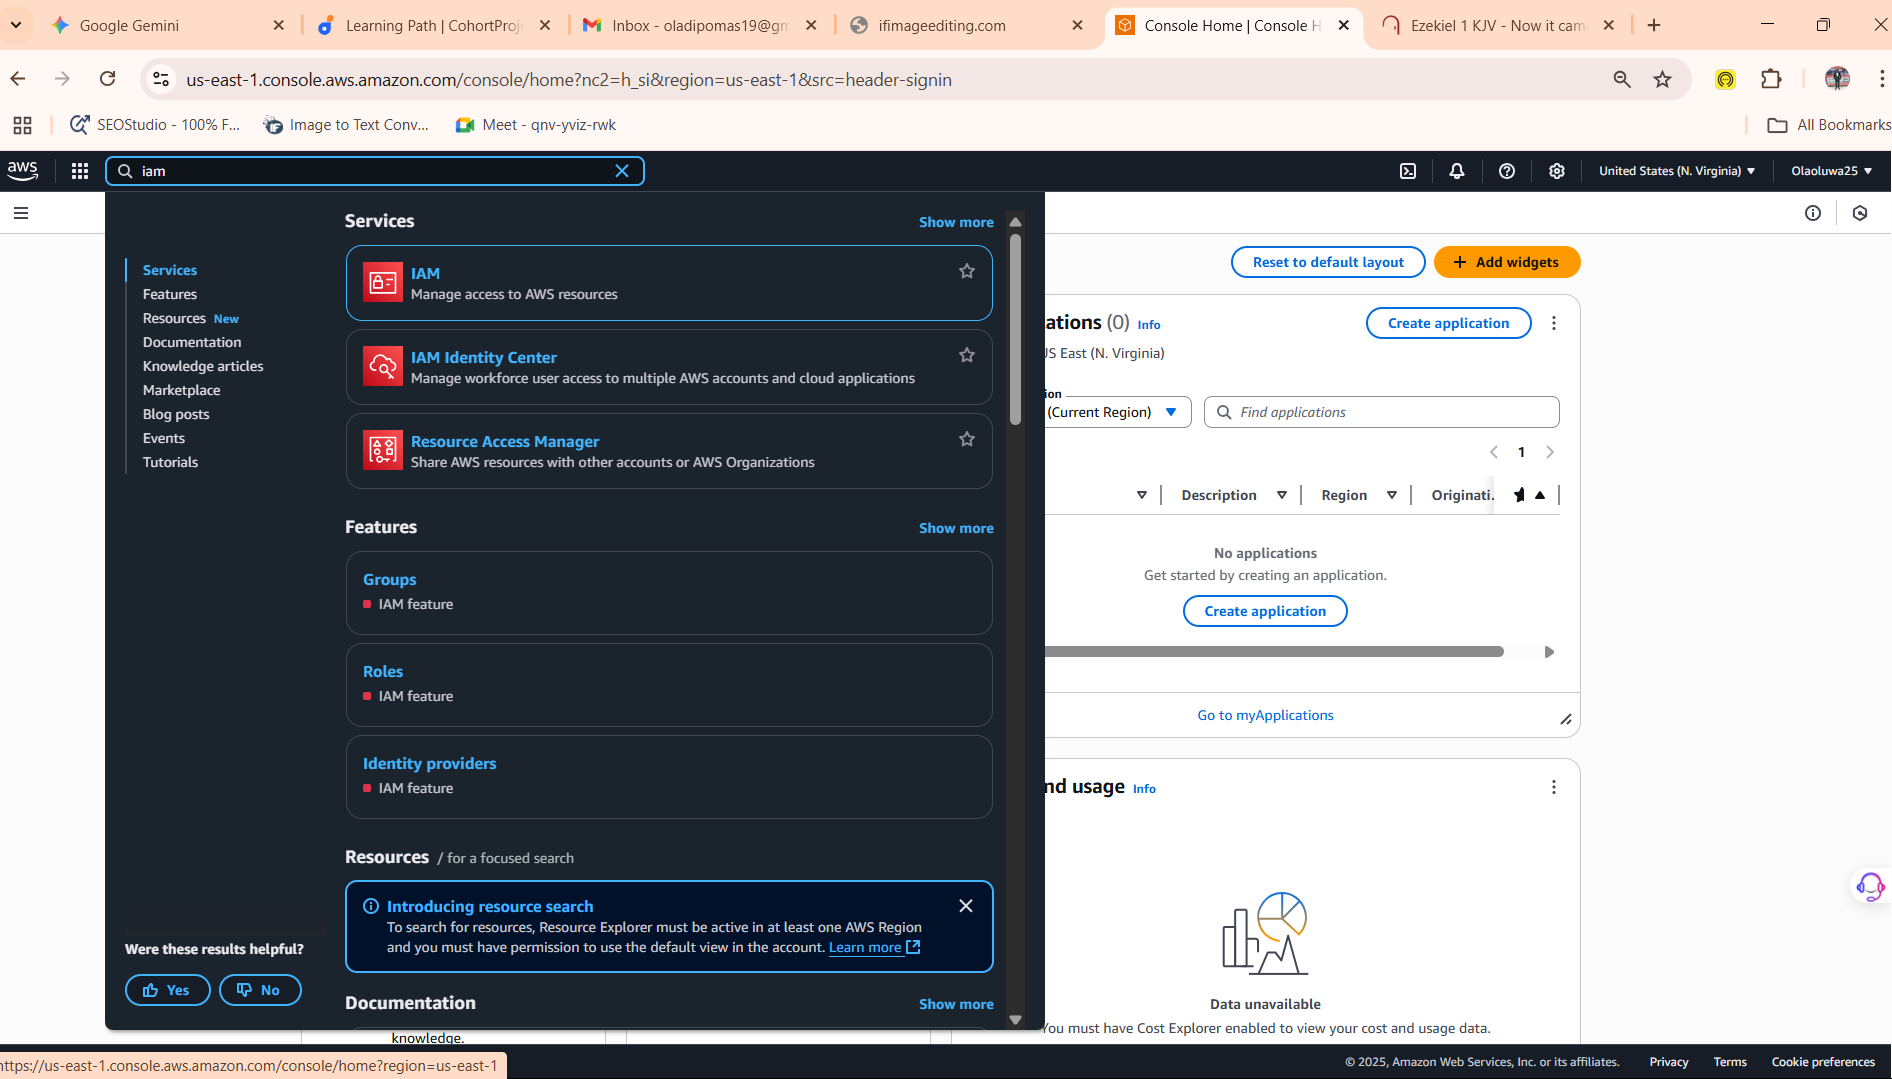 Google Gemini
Learning Path | CohortProj
Inbox - oladipomas19@gm
ifimageediting.com
Console Home | Console H
Ezekiel 1 KJV - Now it cam
us-east-1.console.aws.amazon.com/console/home?nc2=h_si&region=us-east-1&src=header-signin
SEOStudio - 100% F...
Image to Text Conv...
Meet - qnv-yviz-rwk
All Bookmarks
aws
iam
United States (N. Virginia)
Olaoluwa25
Services
Features
Resources New
Documentation
Knowledge articles
Marketplace
Blog posts
Events
Tutorials
Were these results helpful?
Yes
No
Services
Show more
IAM
Manage access to AWS resources
IAM Identity Center
Manage workforce user access to multiple AWS accounts and cloud applications
Resource Access Manager
Share AWS resources with other accounts or AWS Organizations
Features
Show more
Groups
IAM feature
Roles
IAM feature
Identity providers
IAM feature
Resources / for a focused search
Introducing resource search
To search for resources, Resource Explorer must be active in at least one AWS Region
and you must have permission to use the default view in the account. Learn more
Documentation
Show more
knowledge.
Reset to default layout
+ Add widgets
ations (0) Info
Create application
US East (N. Virginia)
ion
(Current Region)
Find applications
1
Description
Region
Originati.
No applications
Get started by creating an application.
Create application
Go to myApplications
nd usage Info
Data unavailable
You must have Cost Explorer enabled to view your cost and usage data.
https://us-east-1.console.aws.amazon.com/console/home?region=us-east-1
© 2025, Amazon Web Services, Inc. or its affiliates.
Privacy
Terms
Cookie preferences